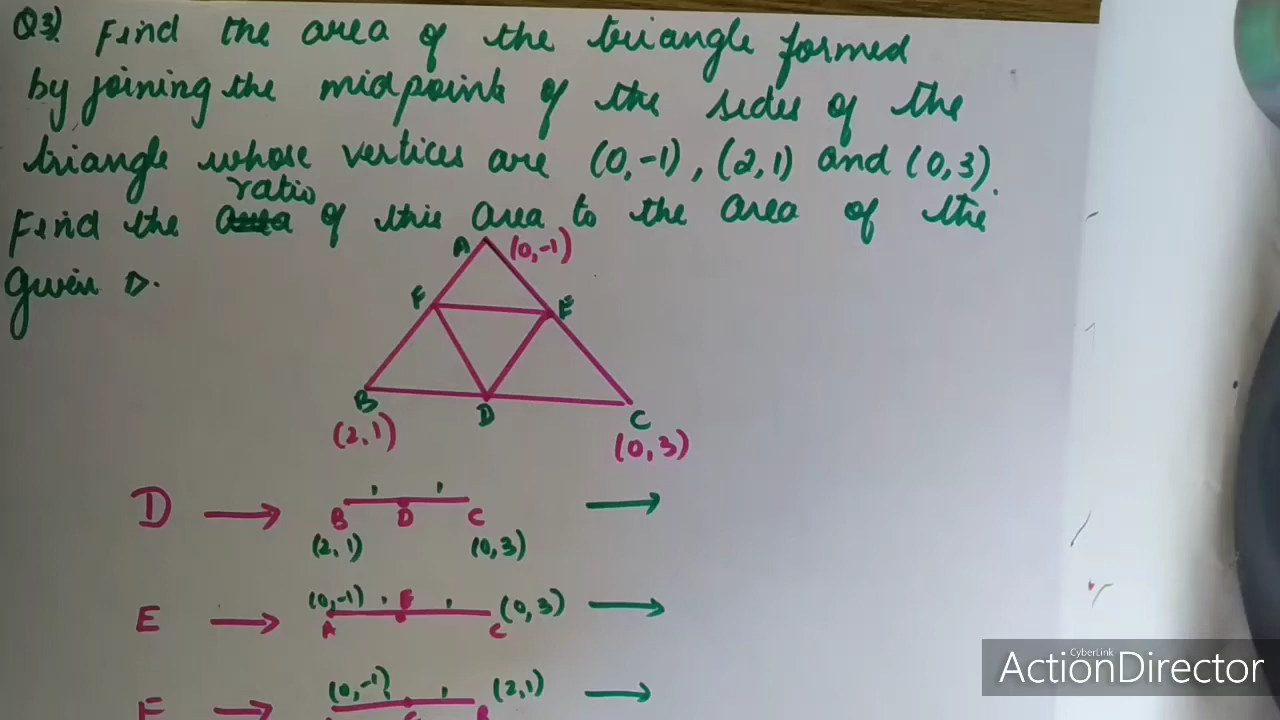 Q3) Find the area of the triangle formed
by joining the midpoints of the sides of the
triangle whose vertices are (0,-1), (2,1) and (0,3).
ratio
Find the of this area to the area of the
given Δ.
A (0,-1)
F E
B D C
(2,1) (0,3)
D → B D C →
(2,1) (0,3)
E → (0,-1) E (0,3) →
A C
F → (0,-1) (2,1) →
CyberLink
ActionDirector